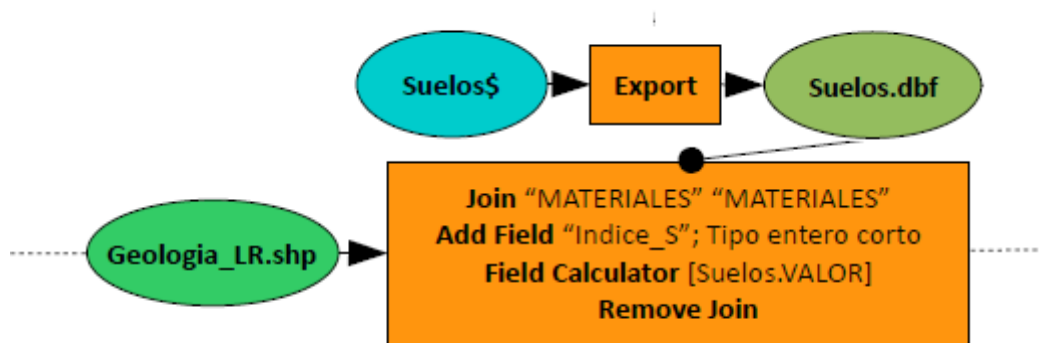 Suelos$
Export
Suelos.dbf
Join “MATERIALES” “MATERIALES”
Add Field “Indice_S”; Tipo entero corto
Geologia_LR.shp
Field Calculator [Suelos.VALOR]
Remove Join